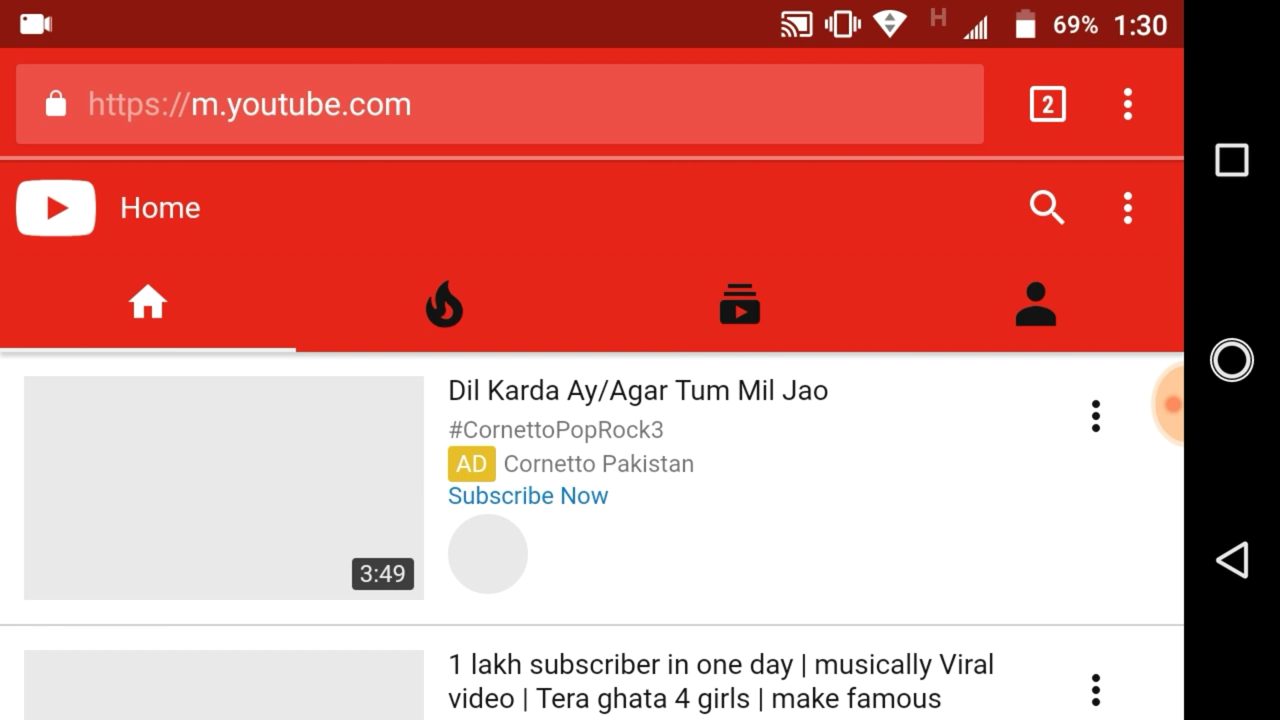 H 69% 1:30
https://m.youtube.com
2
Home
Dil Karda Ay/Agar Tum Mil Jao
#CornettoPopRock3
AD Cornetto Pakistan
Subscribe Now
3:49
1 lakh subscriber in one day | musically Viral
video | Tera ghata 4 girls | make famous